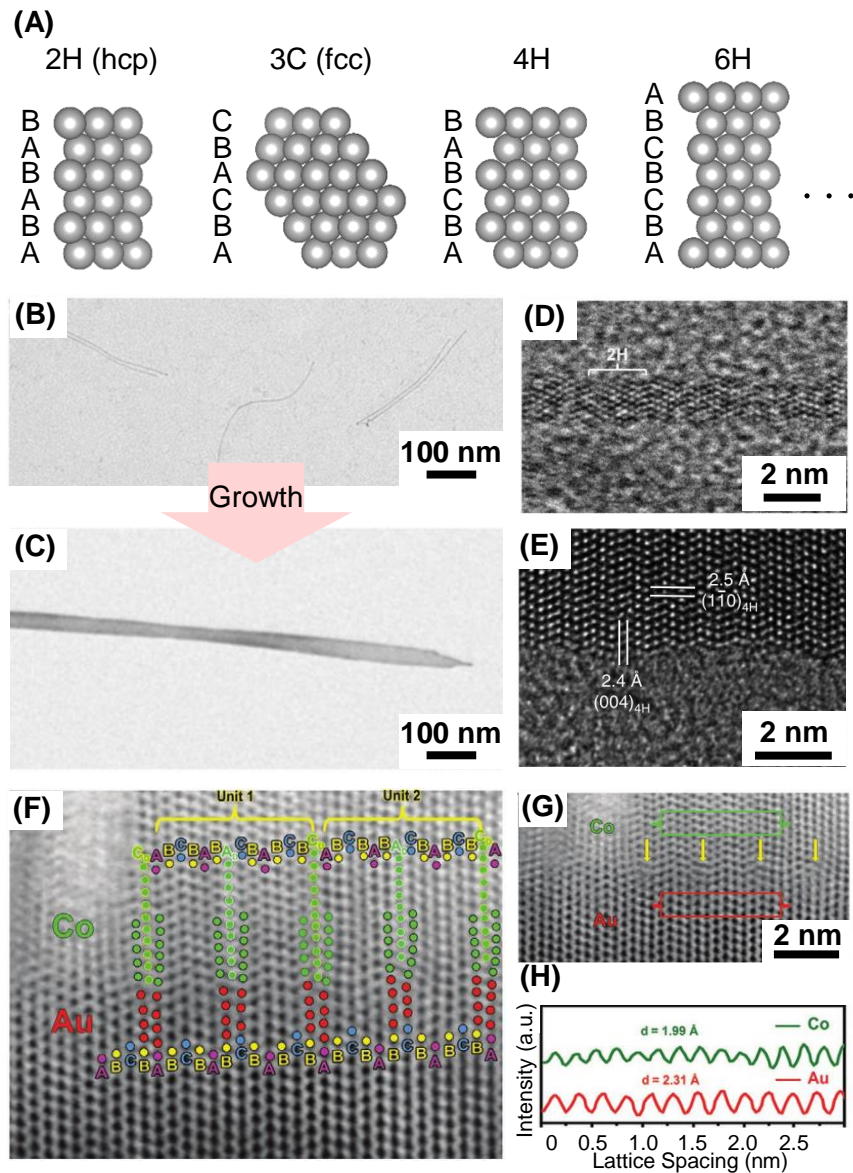 (A)
2H (hcp) 3C (fcc) 4H 6H
B
A
B
A
B
A
C
B
A
C
B
A
B
A
B
C
B
A
A
B
C
B
C
B
A
. . .
(B)
100 nm
Growth
(C)
100 nm
(D)
2H
2 nm
(E)
2.5 Å
(11̄0)4H
2.4 Å
(004)4H
2 nm
(F)
Unit 1 Unit 2
Co
Au
(G)
Co
Au
2 nm
(H)
Intensity (a.u.)
d = 1.99 Å Co
d = 2.31 Å Au
0 0.5 1.0 1.5 2.0 2.5
Lattice Spacing (nm)